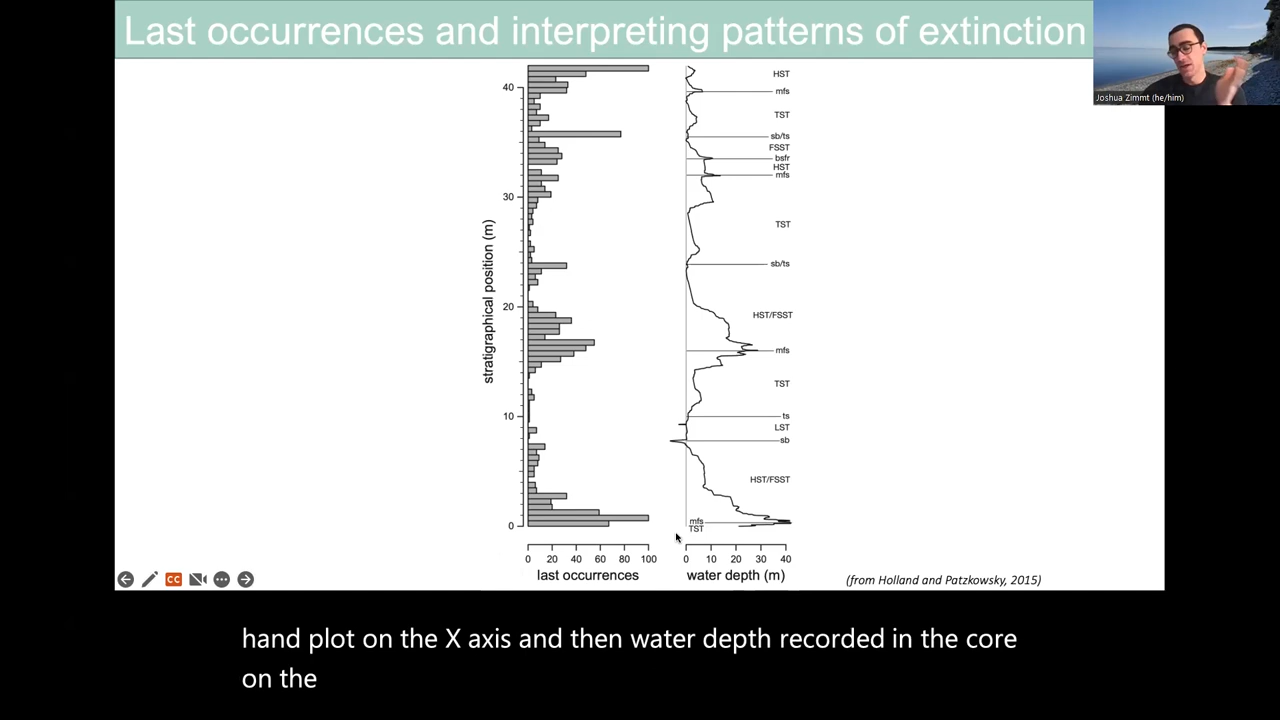 Last occurrences and interpreting patterns of extinction
Joshua Zimmt (he/him)
stratigraphical position (m)
40
30
20
10
0
0 20 40 60 80 100
last occurrences
HST
mfs
TST
sb/ts
FSST
bsfr
HST
mfs
TST
sb/ts
HST/FSST
mfs
TST
ts
LST
sb
HST/FSST
mfs
TST
0 10 20 30 40
water depth (m)
CC
(from Holland and Patzkowsky, 2015)
hand plot on the X axis and then water depth recorded in the core
on the